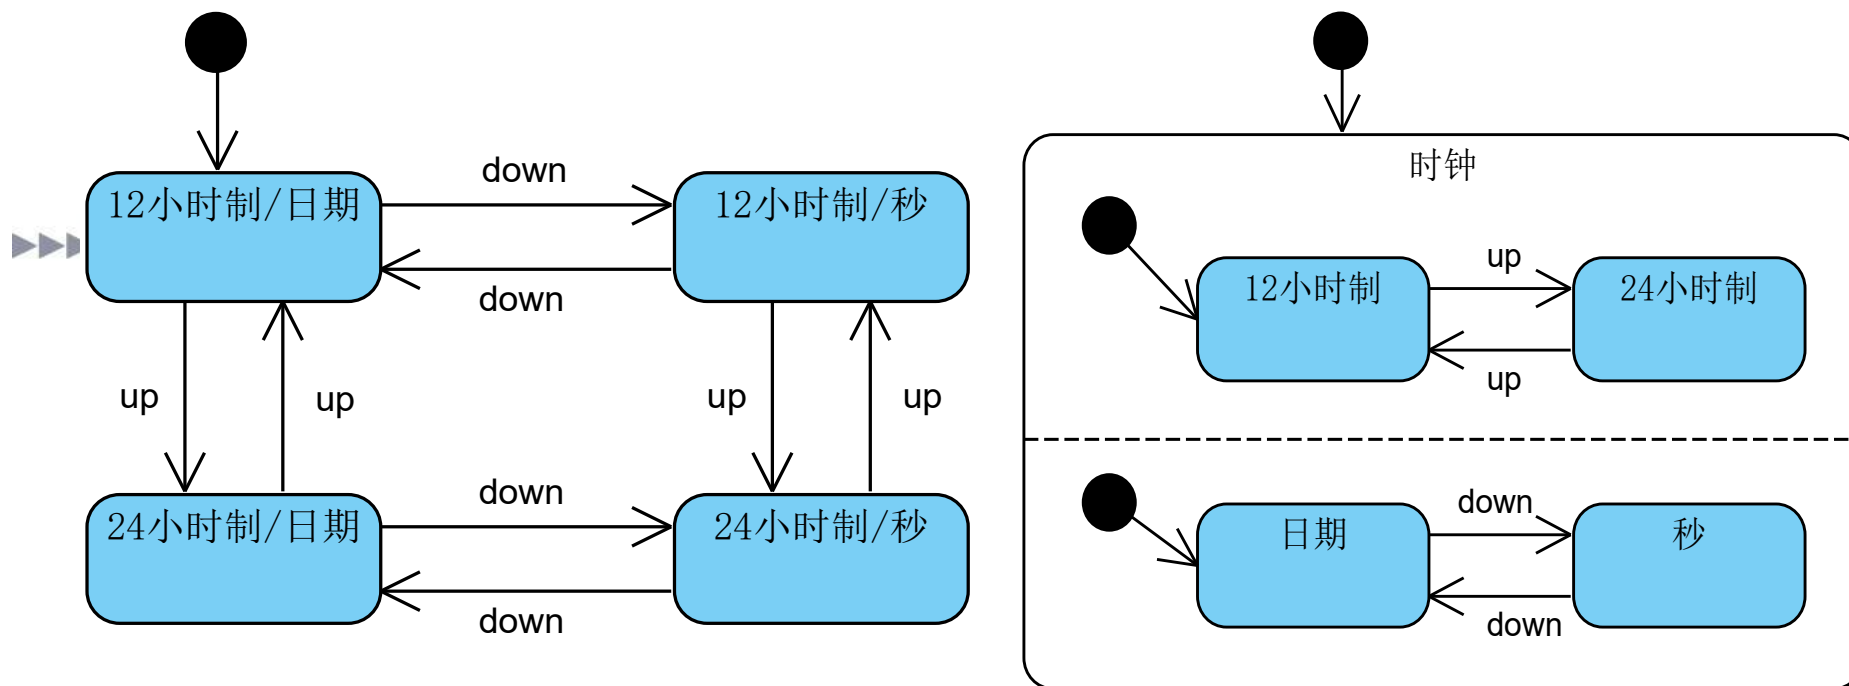 down
12小时制/日期
12小时制/秒
down
up
up
up
up
down
24小时制/日期
24小时制/秒
down
时钟
up
12小时制
24小时制
up
down
日期
秒
down